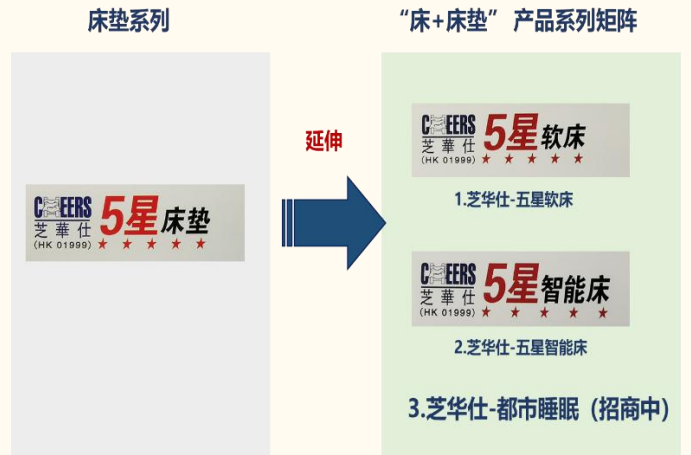 床垫系列
“床+床垫” 产品系列矩阵
延伸
CHEERS
芝華仕
(HK 01999)
5星床垫
★ ★ ★ ★ ★
CHEERS
芝華仕
(HK 01999)
5星软床
★ ★ ★ ★ ★
1.芝华仕-五星软床
CHEERS
芝華仕
(HK 01999)
5星智能床
★ ★ ★ ★ ★
2.芝华仕-五星智能床
3.芝华仕-都市睡眠（招商中）